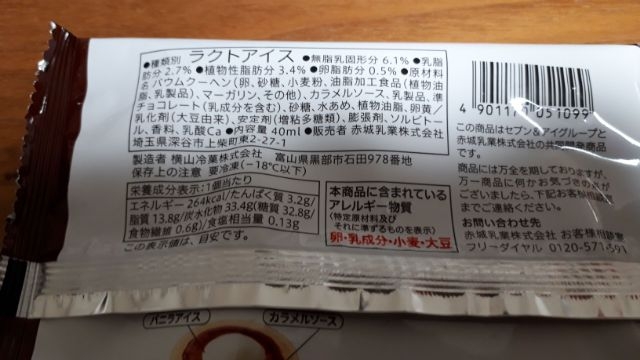 ●種類別 ラクトアイス ●無脂乳固形分 6.1% ●乳脂
肪分 2.7% ●植物性脂肪分 3.4% ●卵脂肪分 0.5% ●原材料
名 バウムクーヘン(卵、砂糖、小麦粉、油脂加工食品(植物油
脂、乳製品)、マーガリン、その他)、カラメルソース、乳製品、準
チョコレート(乳成分を含む)、砂糖、水あめ、植物油脂、卵黄/
乳化剤(大豆由来)、安定剤(増粘多糖類)、膨張剤、ソルビトー
ル、香料、乳酸Ca ●内容量 40ml ●販売者 赤城乳業株式会社
埼玉県深谷市上柴町東2-27-1
製造者 横山冷菓株式会社 富山県黒部市石田978番地
保存上の注意 要冷凍(-18℃以下)
栄養成分表示:1個当たり
エネルギー 264kcal/たんぱく質 3.2g/
脂質 13.8g/炭水化物 33.4g(糖質 32.8g/
食物繊維 0.6g)/食塩相当量 0.13g
この表示値は、目安です。
本商品に含まれている
アレルギー物質
(特定原材料及び
それに準ずるものを表示)
卵・乳成分・小麦・大豆
4 901171 051099
この商品はセブン&アイグループと
赤城乳業株式会社の共同開発商品
です。
商品には万全を期しておりますが、
万一商品に何かお気づきの点が
ございましたら、下記お客様相談室
までご連絡ください。
お問い合わせ先
赤城乳業株式会社 お客様相談室
フリーダイヤル 0120-571-591
バニラアイス
カラメルソース